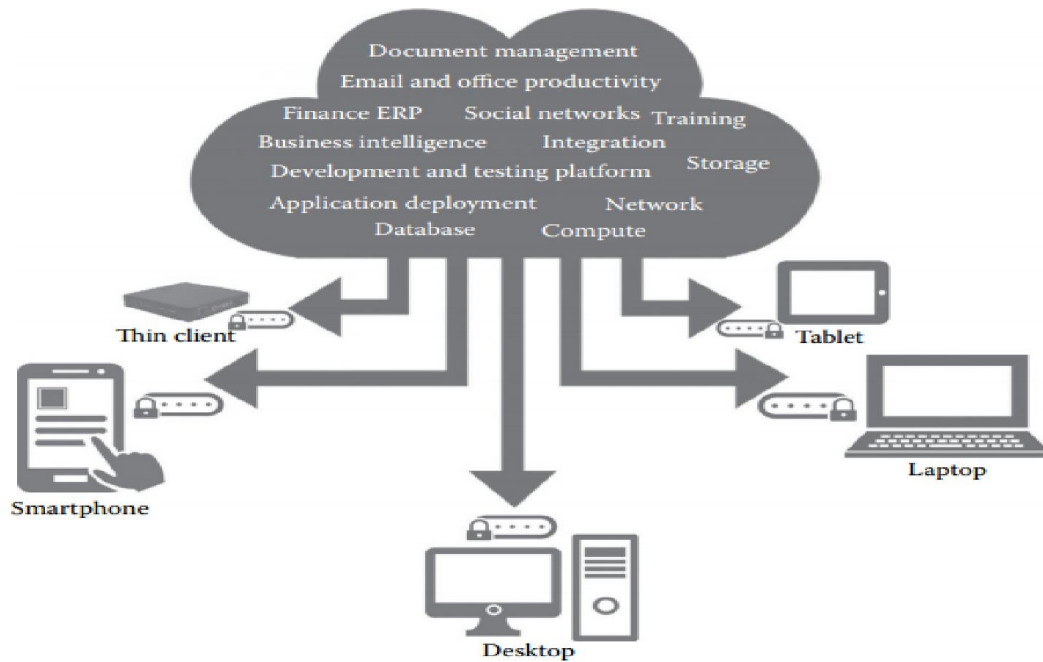 Document management
Email and office productivity
Finance ERP Social networks Training
Business intelligence Integration
Storage
Development and testing platform
Application deployment Network
Database Compute
Thin client
Tablet
Smartphone
Laptop
Desktop